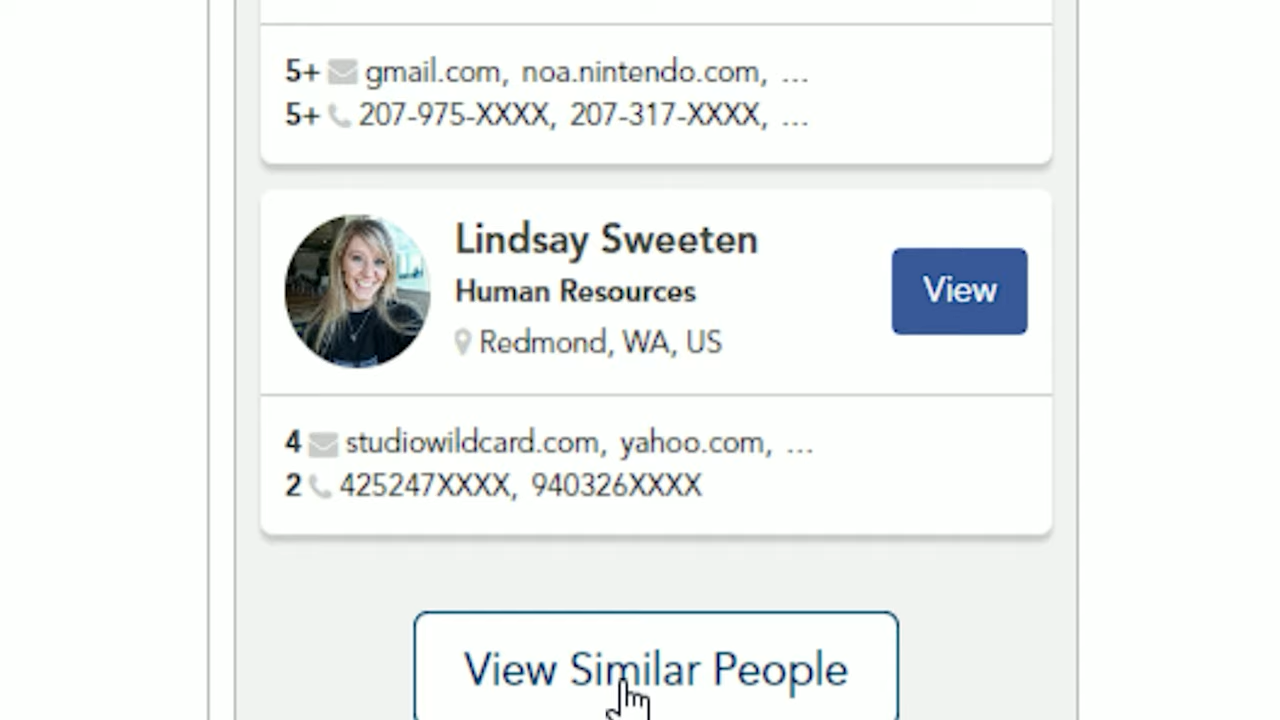 5+ gmail.com, noa.nintendo.com, ...
5+ 207-975-XXXX, 207-317-XXXX, ...
Lindsay Sweeten
Human Resources
View
Redmond, WA, US
4 studiowildcard.com, yahoo.com, ...
2 425247XXXX, 940326XXXX
View Similar People